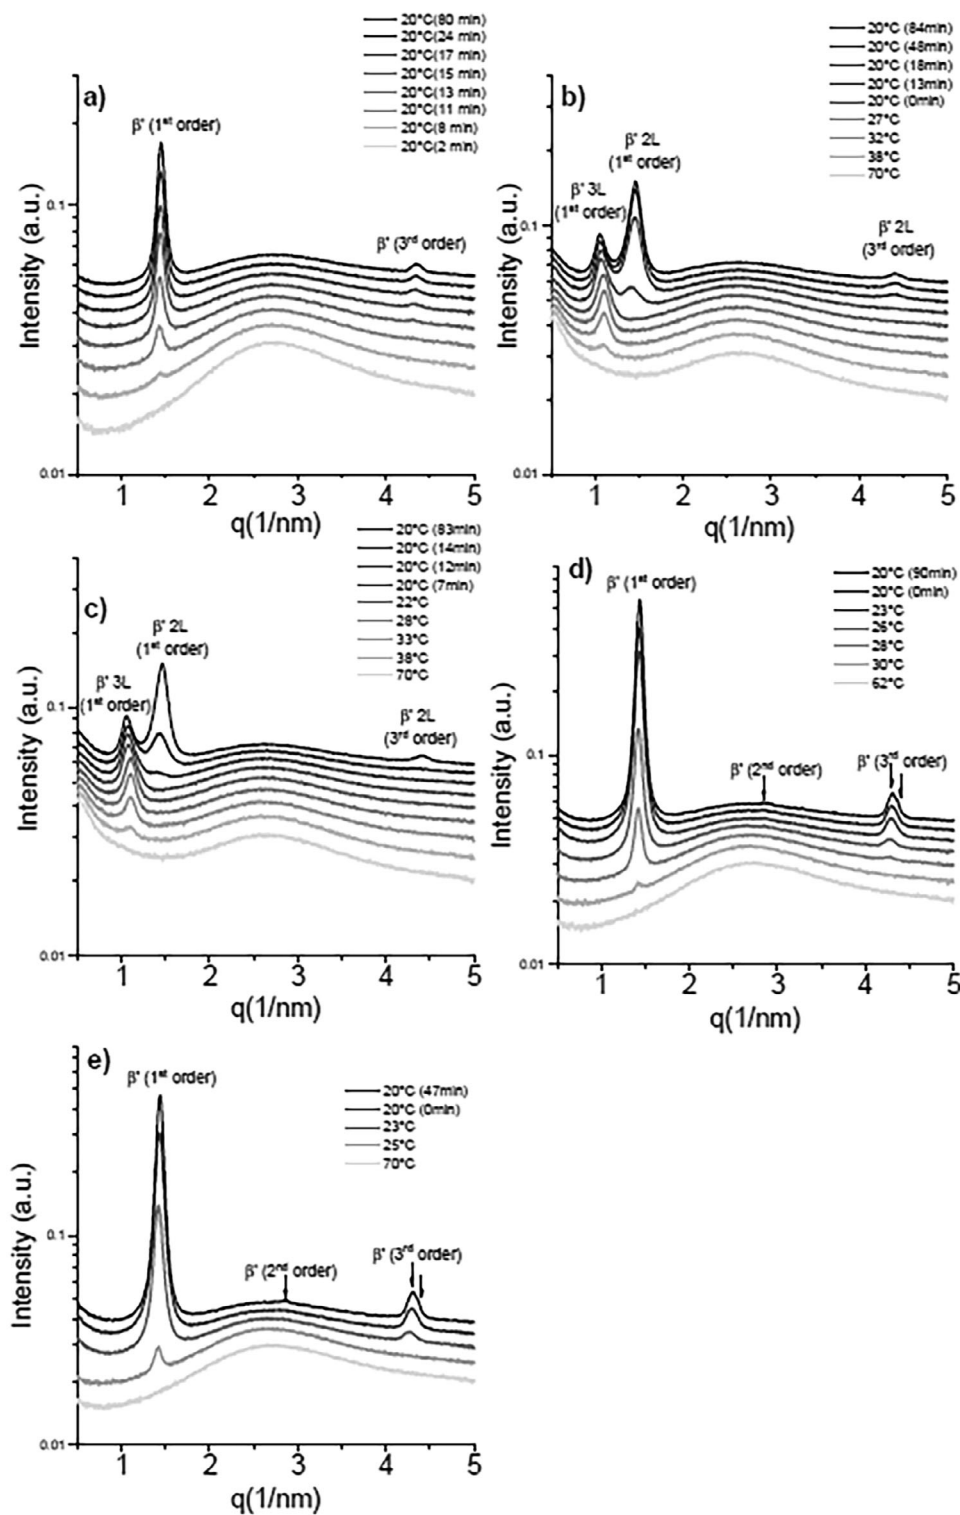 20°C(80 min)
20°C(24 min)
20°C(17 min)
20°C(15 min)
20°C(13 min)
20°C(11 min)
20°C(8 min)
20°C(2 min)
a)
β' (1st order)
β' (3rd order)
0.1
0.01
Intensity (a.u.)
1 2 3 4 5
q(1/nm)
20°C (84min)
20°C (48min)
20°C (18min)
20°C (13min)
20°C (0min)
27°C
32°C
38°C
70°C
b)
β' 2L
(1st order)
β' 3L
(1st order)
β' 2L
(3rd order)
0.1
0.01
Intensity (a.u.)
1 2 3 4 5
q(1/nm)
20°C (83min)
20°C (14min)
20°C (12min)
20°C (7min)
22°C
28°C
33°C
38°C
70°C
c)
β' 2L
(1st order)
β' 3L
(1st order)
β' 2L
(3rd order)
0.1
0.01
Intensity (a.u.)
1 2 3 4 5
q(1/nm)
d)
β' (1st order)
20°C (90min)
20°C (0min)
23°C
26°C
28°C
30°C
62°C
β' (2nd order)
β' (3rd order)
0.1
0.01
Intensity (a.u.)
1 2 3 4 5
q(1/nm)
e)
β' (1st order)
20°C (47min)
20°C (0min)
23°C
25°C
70°C
β' (2nd order)
β' (3rd order)
0.1
0.01
Intensity (a.u.)
1 2 3 4 5
q(1/nm)